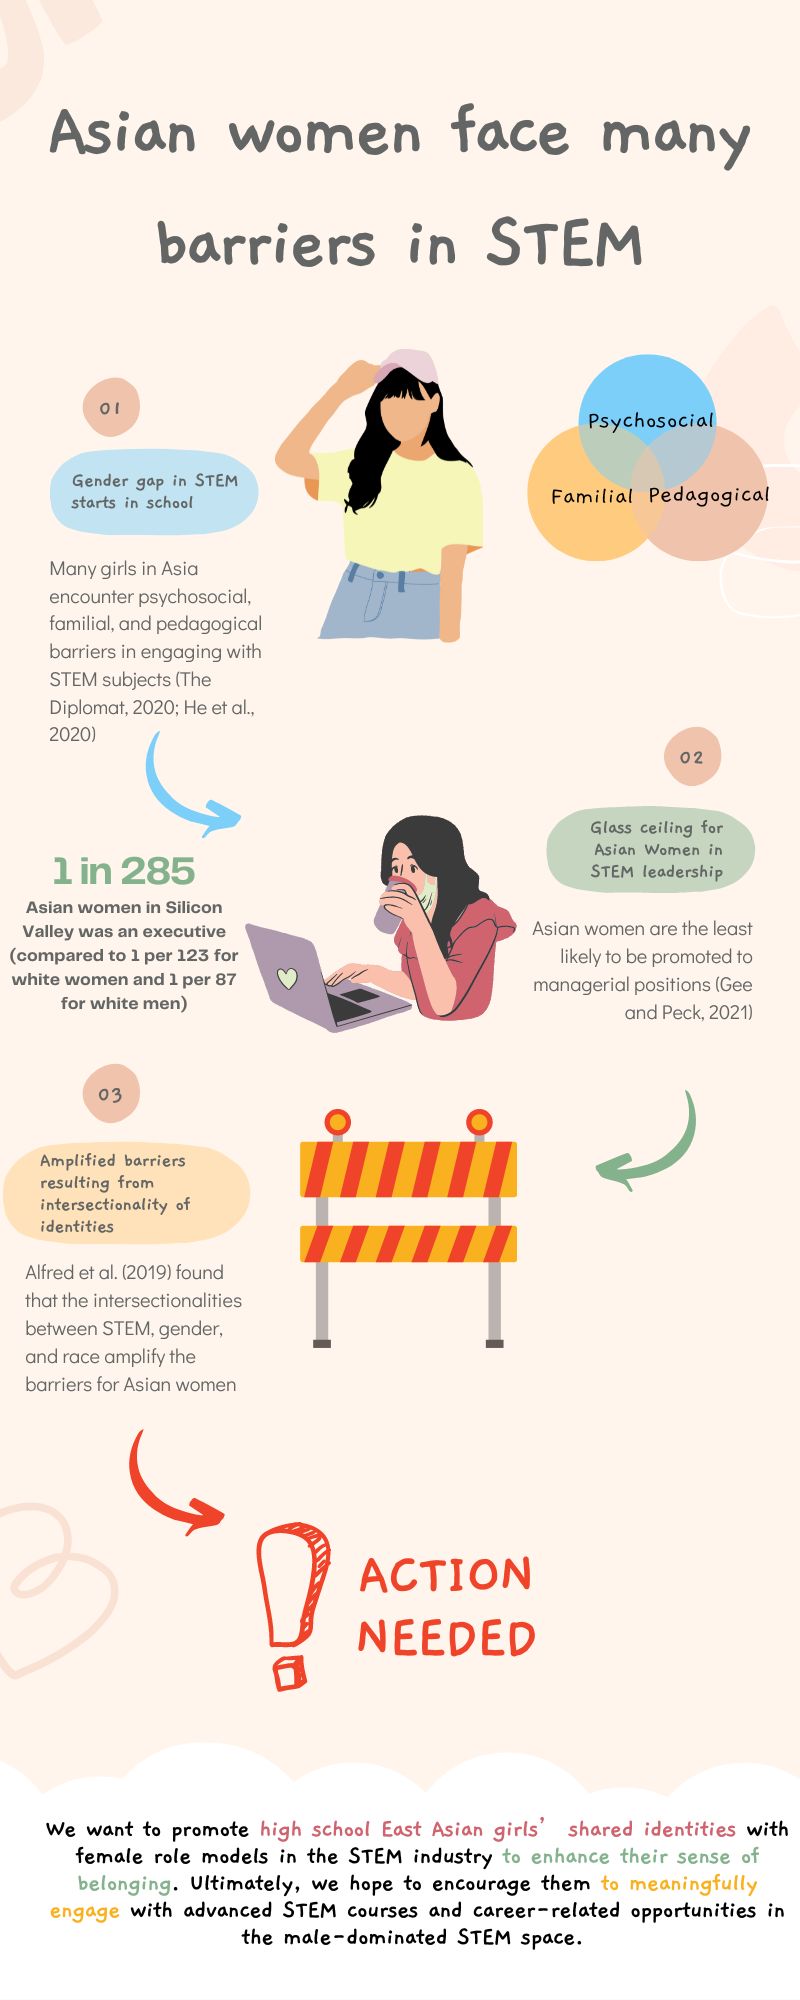 Asian women face many
barriers in STEM
01
Gender gap in STEM
starts in school
Many girls in Asia
encounter psychosocial,
familial, and pedagogical
barriers in engaging with
STEM subjects (The
Diplomat, 2020; He et al.,
2020)
Psychosocial
Familial
Pedagogical
02
Glass ceiling for
Asian Women in
STEM leadership
Asian women are the least
likely to be promoted to
managerial positions (Gee
and Peck, 2021)
1 in 285
Asian women in Silicon
Valley was an executive
(compared to 1 per 123 for
white women and 1 per 87
for white men)
03
Amplified barriers
resulting from
intersectionality of
identities
Alfred et al. (2019) found
that the intersectionalities
between STEM, gender,
and race amplify the
barriers for Asian women
ACTION
NEEDED
We want to promote high school East Asian girls’ shared identities with
female role models in the STEM industry to enhance their sense of
belonging. Ultimately, we hope to encourage them to meaningfully
engage with advanced STEM courses and career-related opportunities in
the male-dominated STEM space.